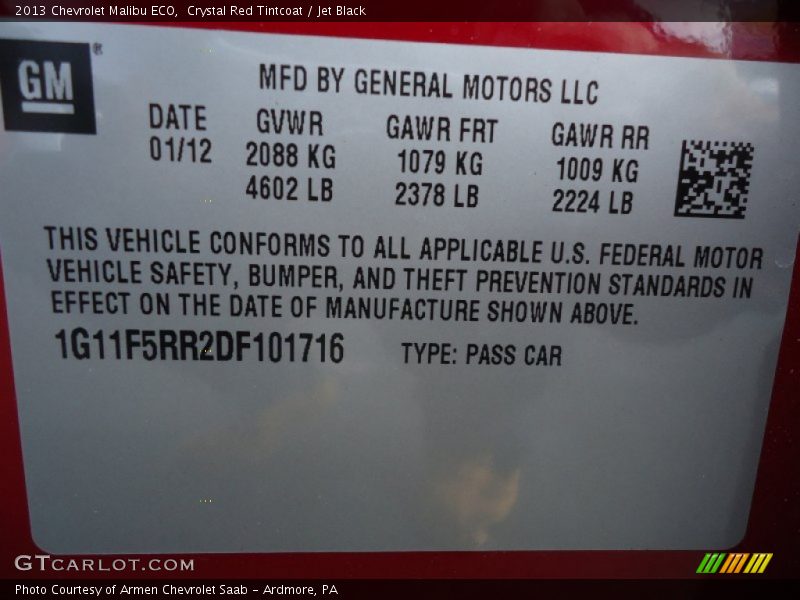 2013 Chevrolet Malibu ECO,  Crystal Red Tintcoat / Jet Black
GM®
MFD BY GENERAL MOTORS LLC
DATE GVWR GAWR FRT GAWR RR
01/12 2088 KG 1079 KG 1009 KG
4602 LB 2378 LB 2224 LB
THIS VEHICLE CONFORMS TO ALL APPLICABLE U.S. FEDERAL MOTOR
VEHICLE SAFETY, BUMPER, AND THEFT PREVENTION STANDARDS IN
EFFECT ON THE DATE OF MANUFACTURE SHOWN ABOVE.
1G11F5RR2DF101716 TYPE: PASS CAR
GTCARLOT.COM
Photo Courtesy of Armen Chevrolet Saab - Ardmore, PA